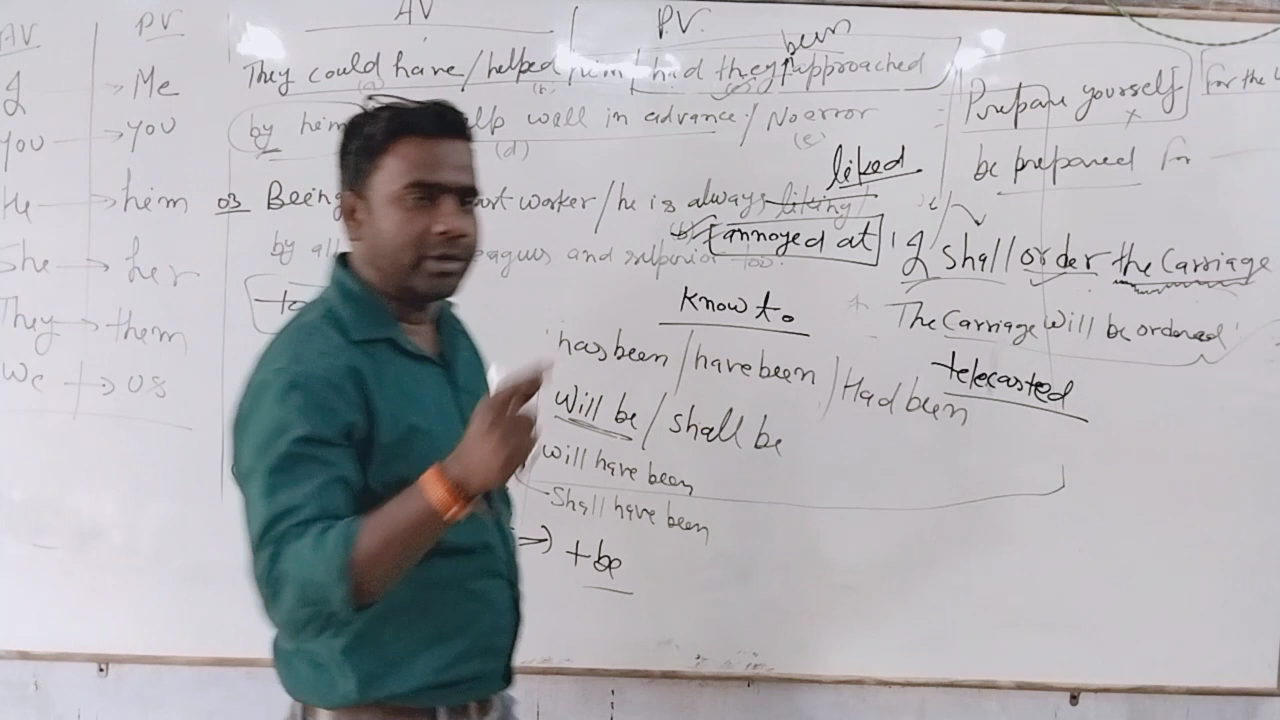 AV
PV
I → Me
You → you
He → him
She → her
They → them
We → us
AV | P.V.
been
They could have / helped / him / had they approached
(a) (b) (c)
by him well in advance / No error
(d) (e)
liked
03 Being worker / he is always liking /
by all and superior too.
annoyed at
know to
has been / have been / Had been
will be / shall be
will have been
Shall have been
⇒ + be
Prepare yourself for the
×
be prepared for
I shall order the carriage
The Carriage will be ordered
telecasted